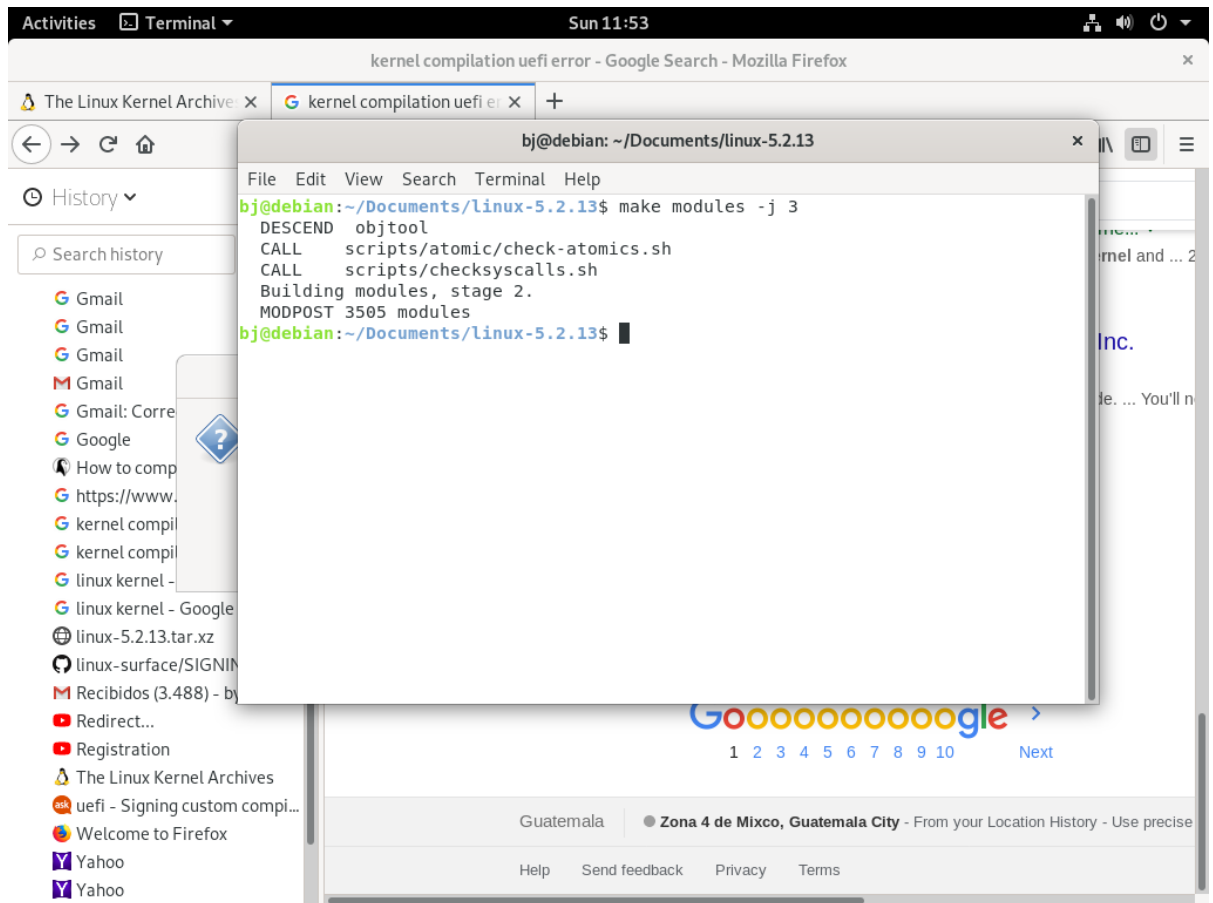 Activities Terminal Sun 11:53
kernel compilation uefi error - Google Search - Mozilla Firefox
The Linux Kernel Archive kernel compilation uefi er
bj@debian: ~/Documents/linux-5.2.13
File Edit View Search Terminal Help
bj@debian:~/Documents/linux-5.2.13$ make modules -j 3
DESCEND objtool
CALL scripts/atomic/check-atomics.sh
CALL scripts/checksyscalls.sh
Building modules, stage 2.
MODPOST 3505 modules
bj@debian:~/Documents/linux-5.2.13$
History
Search history
Gmail
Gmail
Gmail
Gmail
Gmail: Corre
Google
How to comp
https://www.
kernel compil
kernel compil
linux kernel -
linux kernel - Google
linux-5.2.13.tar.xz
linux-surface/SIGNIN
Recibidos (3.488) - by
Redirect...
Registration
The Linux Kernel Archives
uefi - Signing custom compi...
Welcome to Firefox
Yahoo
Yahoo
rnel and ... 2
Inc.
de. ... You'll n
Goooooooooogle
1 2 3 4 5 6 7 8 9 10 Next
Guatemala Zona 4 de Mixco, Guatemala City - From your Location History - Use precise
Help Send feedback Privacy Terms